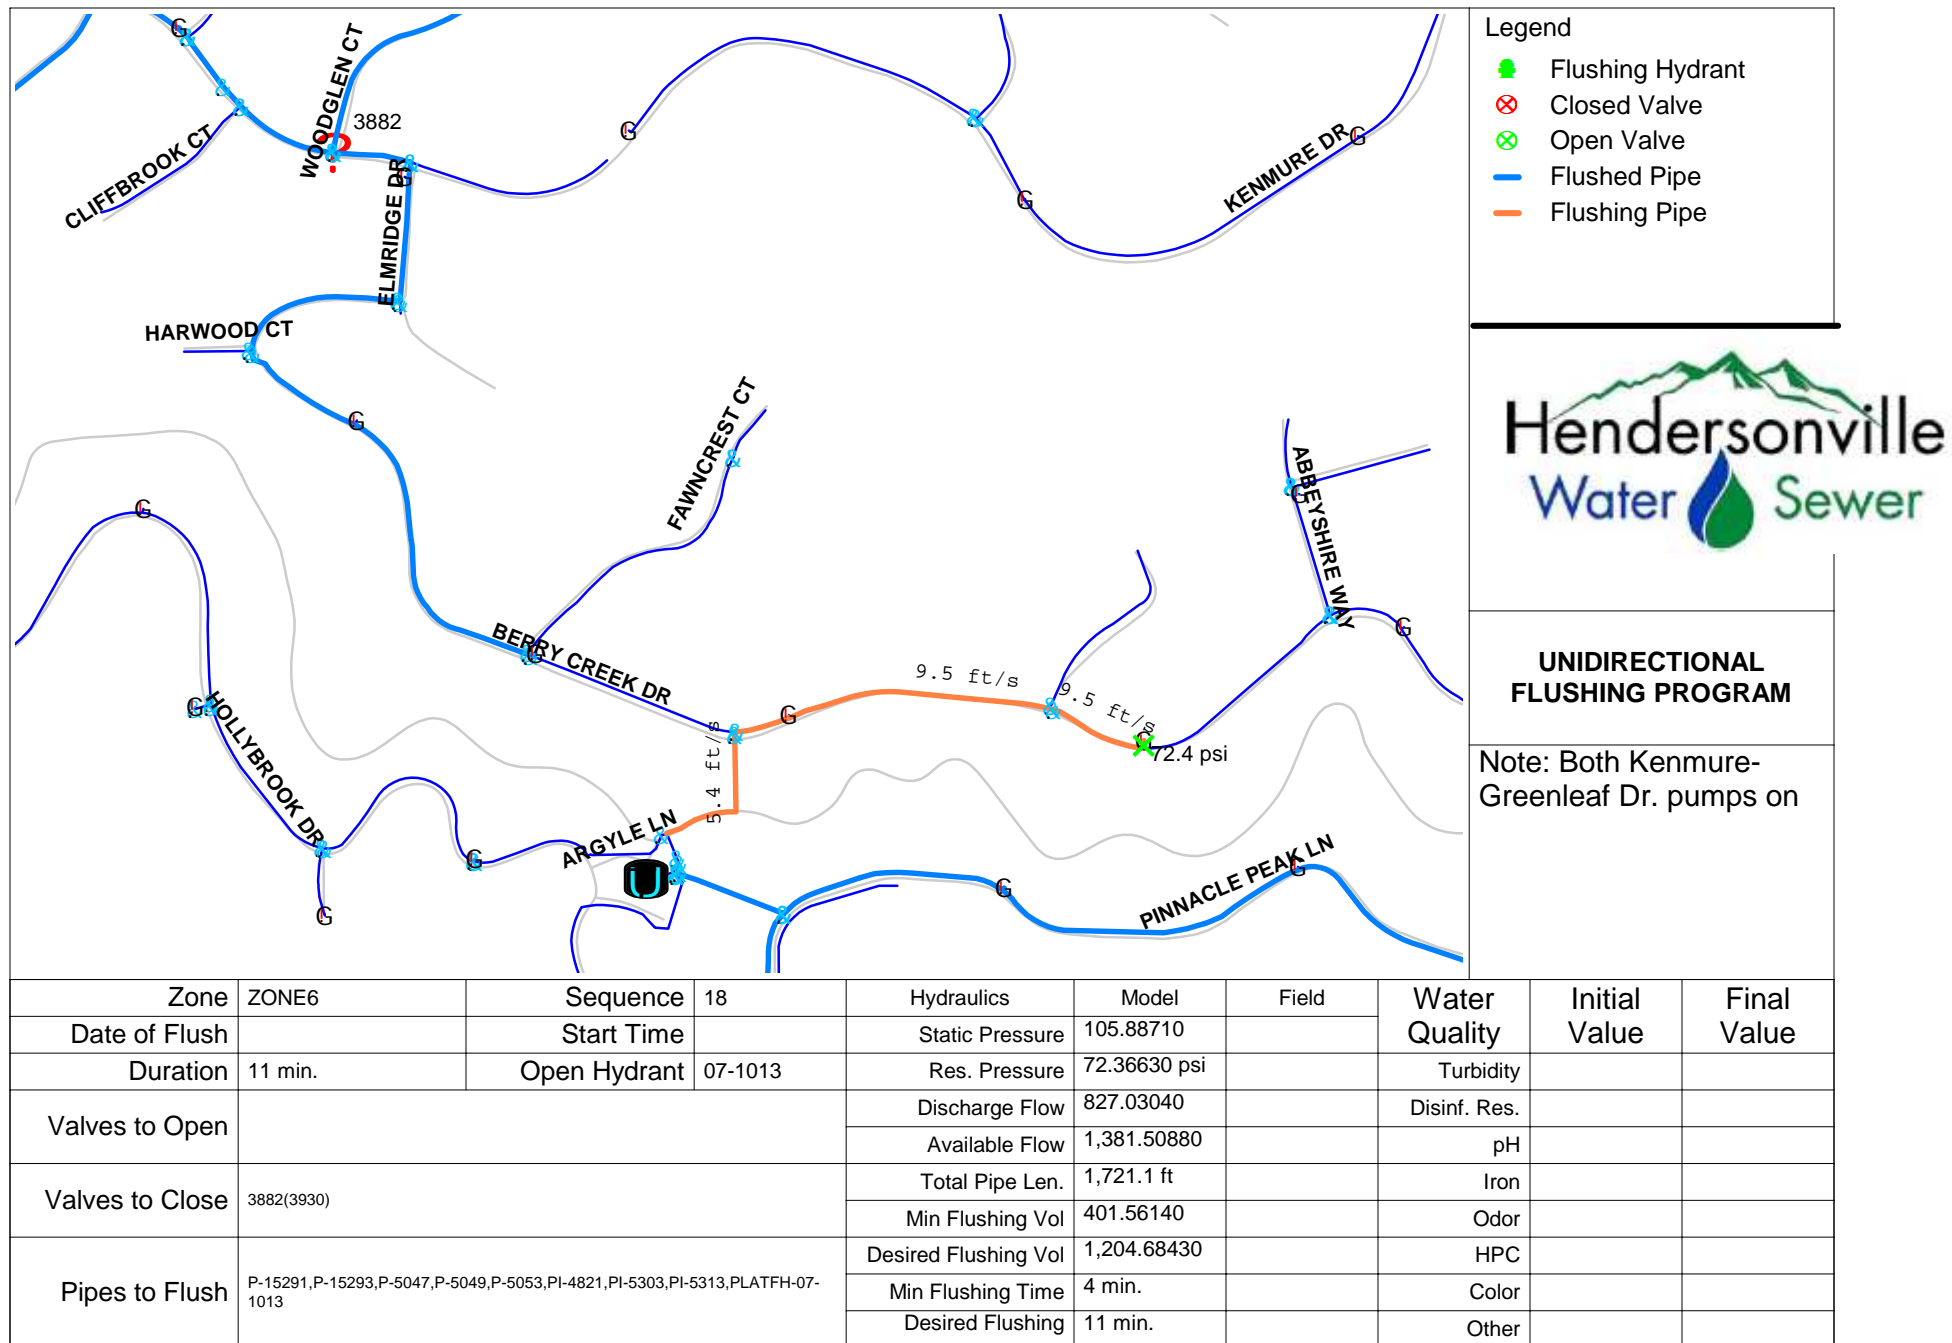 WOODGLEN CT
3882
CLIFFBROOK CT
ELMRIDGE DR
KENMURE DR
HARWOOD CT
FAWNCREST CT
ABBEYSHIRE WAY
BERRY CREEK DR
9.5 ft/s
9.5 ft/s
72.4 psi
5.4 ft/s
HOLLYBROOK DR
ARGYLE LN
PINNACLE PEAK LN
Legend
Flushing Hydrant
Closed Valve
Open Valve
Flushed Pipe
Flushing Pipe
Hendersonville
Water Sewer
UNIDIRECTIONAL
FLUSHING PROGRAM
Note: Both Kenmure-
Greenleaf Dr. pumps on
Zone ZONE6 Sequence 18 Hydraulics Model Field Water Quality Initial Value Final Value
Date of Flush Start Time Static Pressure 105.88710
Duration 11 min. Open Hydrant 07-1013 Res. Pressure 72.36630 psi Turbidity
Valves to Open Discharge Flow 827.03040 Disinf. Res.
Available Flow 1,381.50880 pH
Valves to Close 3882(3930) Total Pipe Len. 1,721.1 ft Iron
Min Flushing Vol 401.56140 Odor
Pipes to Flush P-15291,P-15293,P-5047,P-5049,P-5053,PI-4821,PI-5303,PI-5313,PLATFH-07-
1013
Desired Flushing Vol 1,204.68430 HPC
Min Flushing Time 4 min. Color
Desired Flushing 11 min. Other